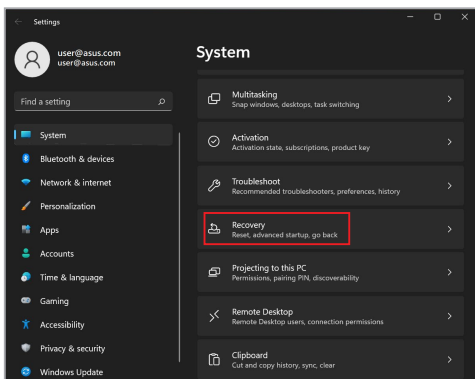 Settings
user@asus.com
user@asus.com
Find a setting
System
Bluetooth & devices
Network & internet
Personalization
Apps
Accounts
Time & language
Gaming
Accessibility
Privacy & security
Windows Update
System
Multitasking
Snap windows, desktops, task switching
Activation
Activation state, subscriptions, product key
Troubleshoot
Recommended troubleshooters, preferences, history
Recovery
Reset, advanced startup, go back
Projecting to this PC
Permissions, pairing PIN, discoverability
Remote Desktop
Remote Desktop users, connection permissions
Clipboard
Cut and copy history, sync, clear